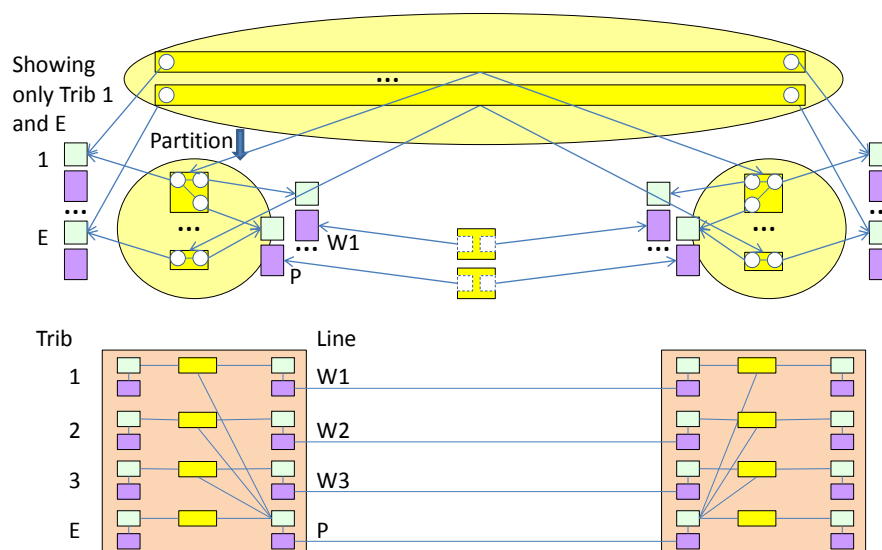 Showing
only Trib 1
and E
...
Partition
1
...
E
...
...
W1
P
...
...
...
Trib
Line
1
W1
2
W2
3
W3
E
P